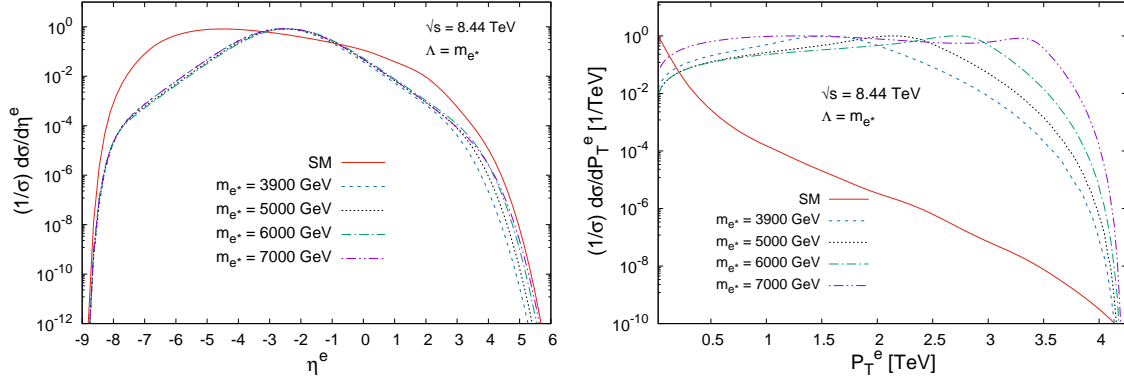 (1/σ) dσ/dη^e
10^0
10^-2
10^-4
10^-6
10^-8
10^-10
10^-12
√s = 8.44 TeV
Λ = m_e*
SM
m_e* = 3900 GeV
m_e* = 5000 GeV
m_e* = 6000 GeV
m_e* = 7000 GeV
-9 -8 -7 -6 -5 -4 -3 -2 -1 0 1 2 3 4 5 6
η^e
(1/σ) dσ/dP_T^e [1/TeV]
10^0
10^-2
10^-4
10^-6
10^-8
10^-10
√s = 8.44 TeV
Λ = m_e*
SM
m_e* = 3900 GeV
m_e* = 5000 GeV
m_e* = 6000 GeV
m_e* = 7000 GeV
0.5 1 1.5 2 2.5 3 3.5 4
P_T^e [TeV]